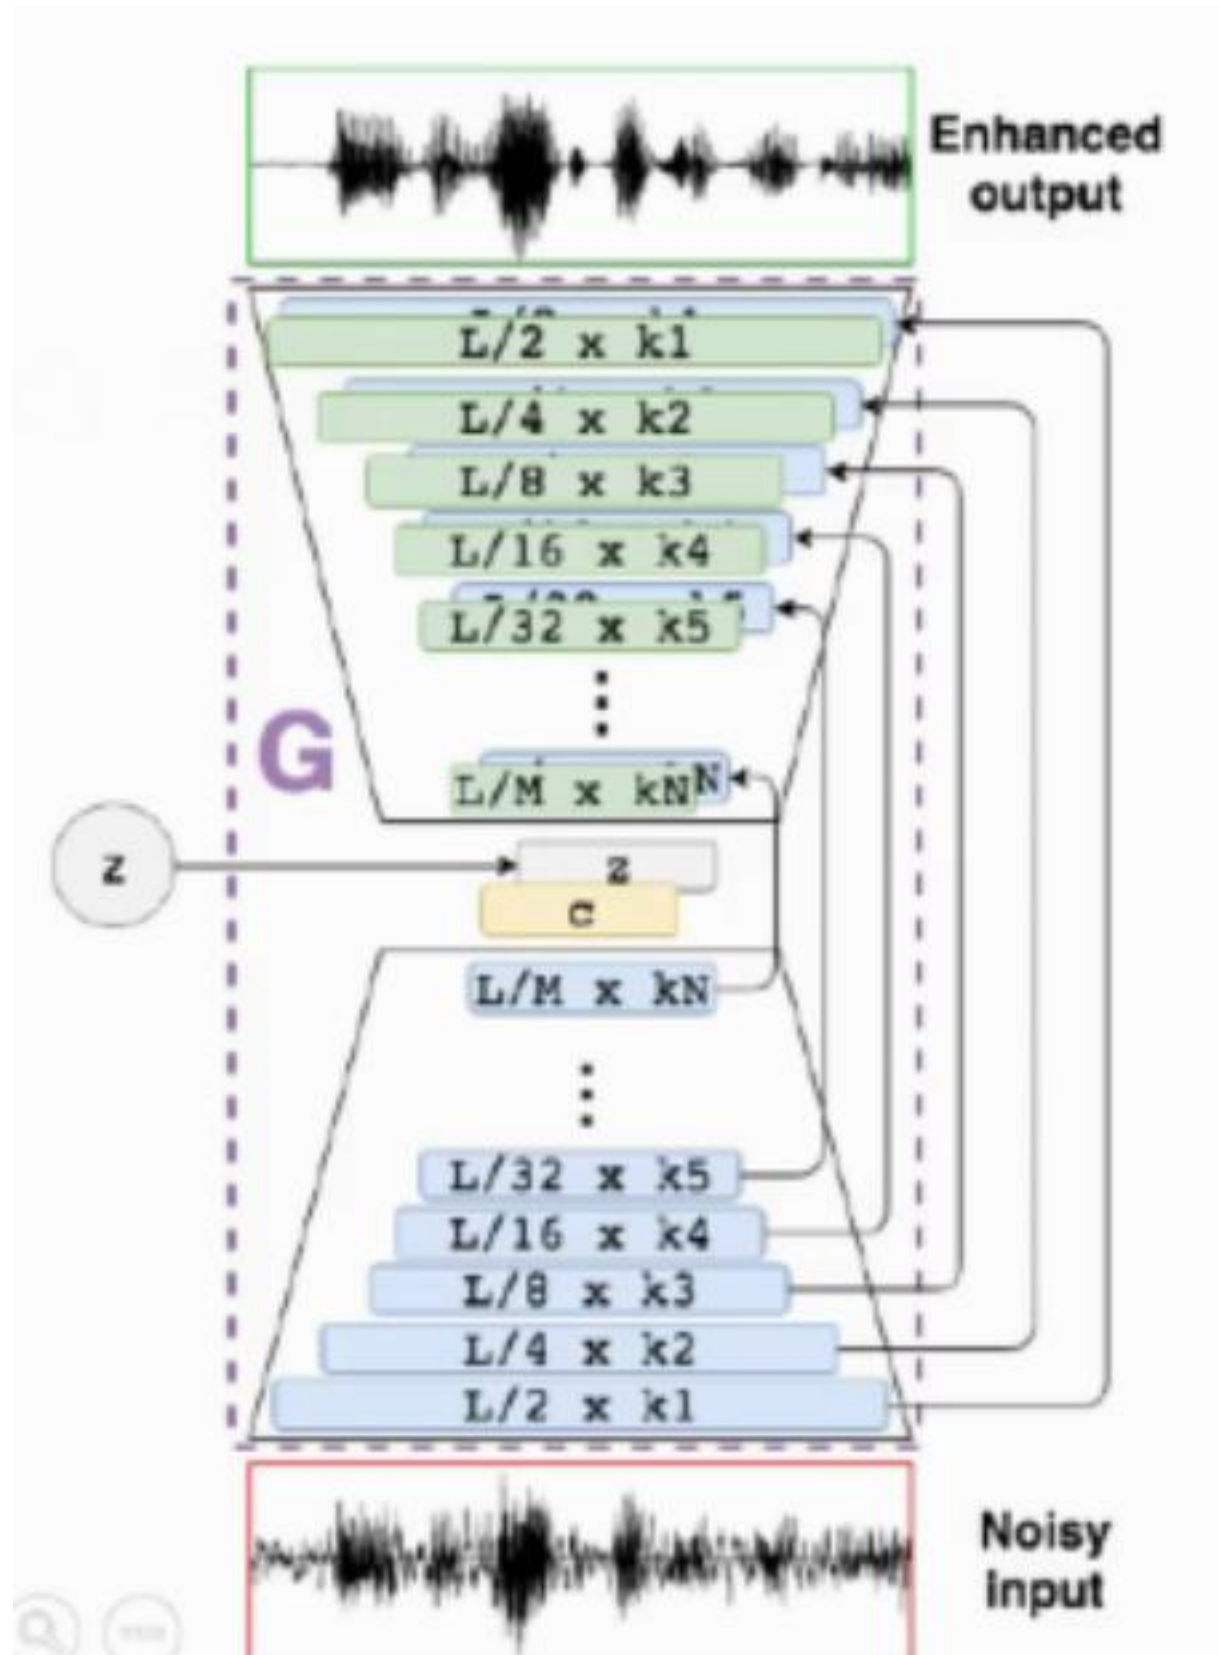 Enhanced
output
L/2 x k1
L/4 x k2
L/8 x k3
L/16 x k4
L/32 x k5
G
L/M x kN
N
z
z
c
L/M x kN
L/32 x k5
L/16 x k4
L/8 x k3
L/4 x k2
L/2 x k1
Noisy
input